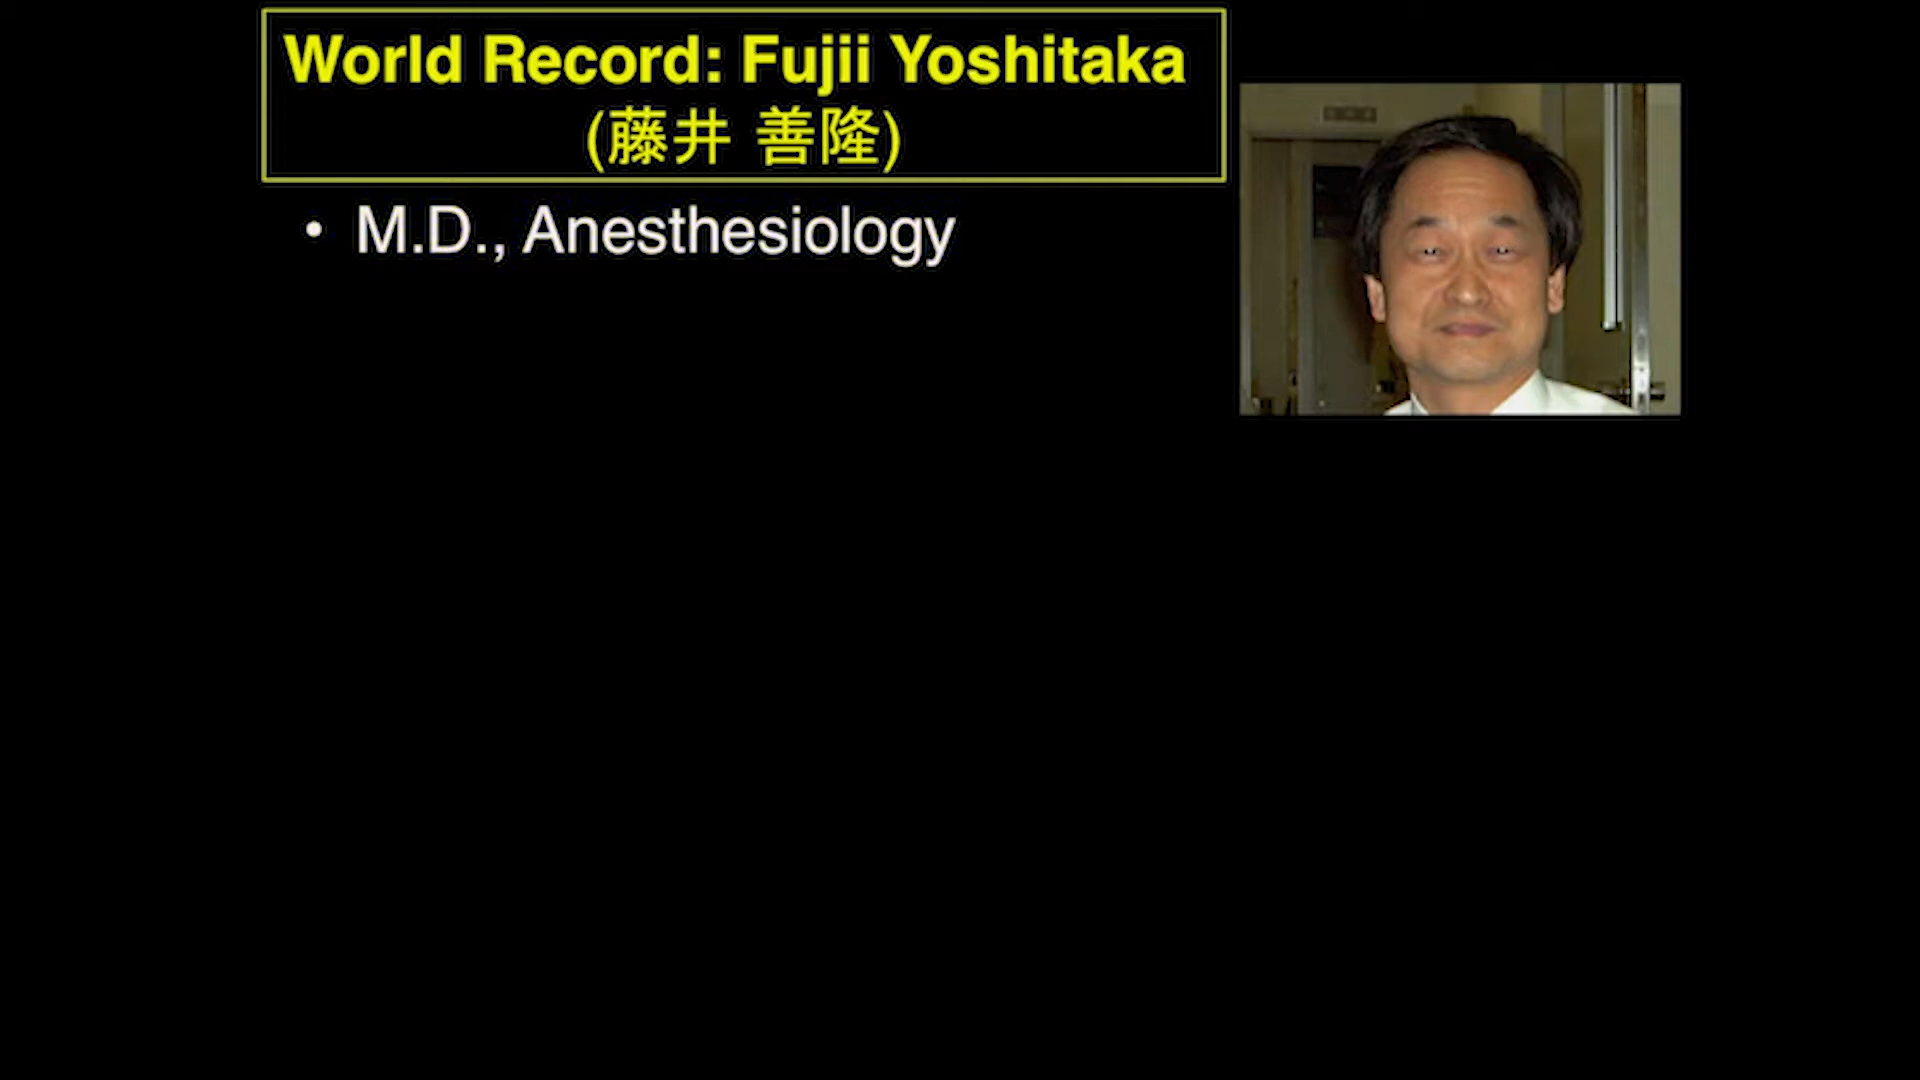 World Record: Fujii Yoshitaka
(藤井 善隆)
• M.D., Anesthesiology